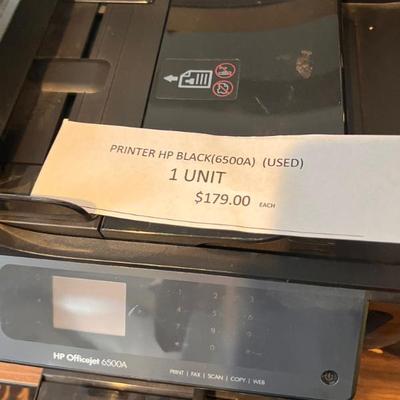 PRINTER HP BLACK(6500A) (USED)
1 UNIT
$179.00 EACH
HP Officejet 6500A
PRINT | FAX | SCAN | COPY | WEB